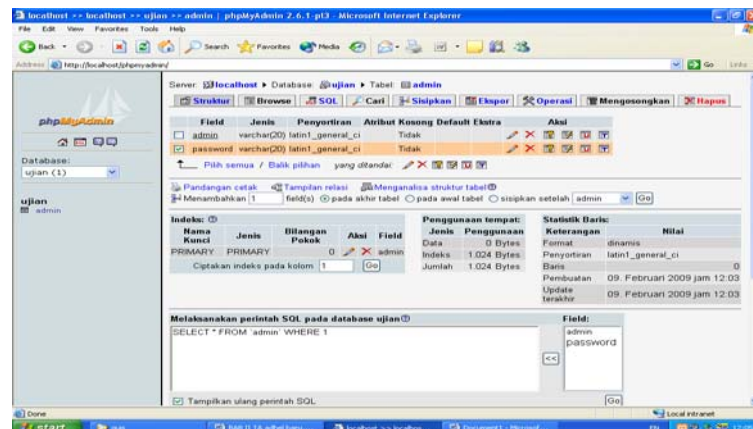 localhost >> localhost >> ujian >> admin | phpMyAdmin 2.6.1-pl3 - Microsoft Internet Explorer
File Edit View Favorites Tools Help
Back Search Favorites Media
Address http://localhost/phpmyadmin/ Go Links
phpMyAdmin
Database:
ujian (1)
ujian
admin
Server: localhost Database: ujian Tabel: admin
Struktur Browse SQL Cari Sisipkan Ekspor Operasi Mengosongkan Hapus
Field Jenis Penyortiran Atribut Kosong Default Ekstra Aksi
admin varchar(20) latin1_general_ci Tidak
password varchar(20) latin1_general_ci Tidak
Pilih semua / Balik pilihan yang ditandai:
Pandangan cetak Tampilan relasi Menganalisa struktur tabel
Menambahkan 1 field(s) pada akhir tabel pada awal tabel sisipkan setelah admin Go
Indeks:
Nama Kunci Jenis Bilangan Pokok Aksi Field
PRIMARY PRIMARY 0 admin
Ciptakan indeks pada kolom 1 Go
Penggunaan tempat:
Jenis Penggunaan
Data 0 Bytes
Indeks 1.024 Bytes
Jumlah 1.024 Bytes
Statistik Baris:
Keterangan Nilai
Format dinamis
Penyortiran latin1_general_ci
Baris 0
Pembuatan 09. Februari 2009 jam 12:03
Update terakhir 09. Februari 2009 jam 12:03
Melaksanakan perintah SQL pada database ujian
SELECT * FROM `admin` WHERE 1
Field:
admin
password
<<
Tampilkan ulang perintah SQL Go
Done Local intranet
start localhost >> localhos... Document1 - Microsof... EN